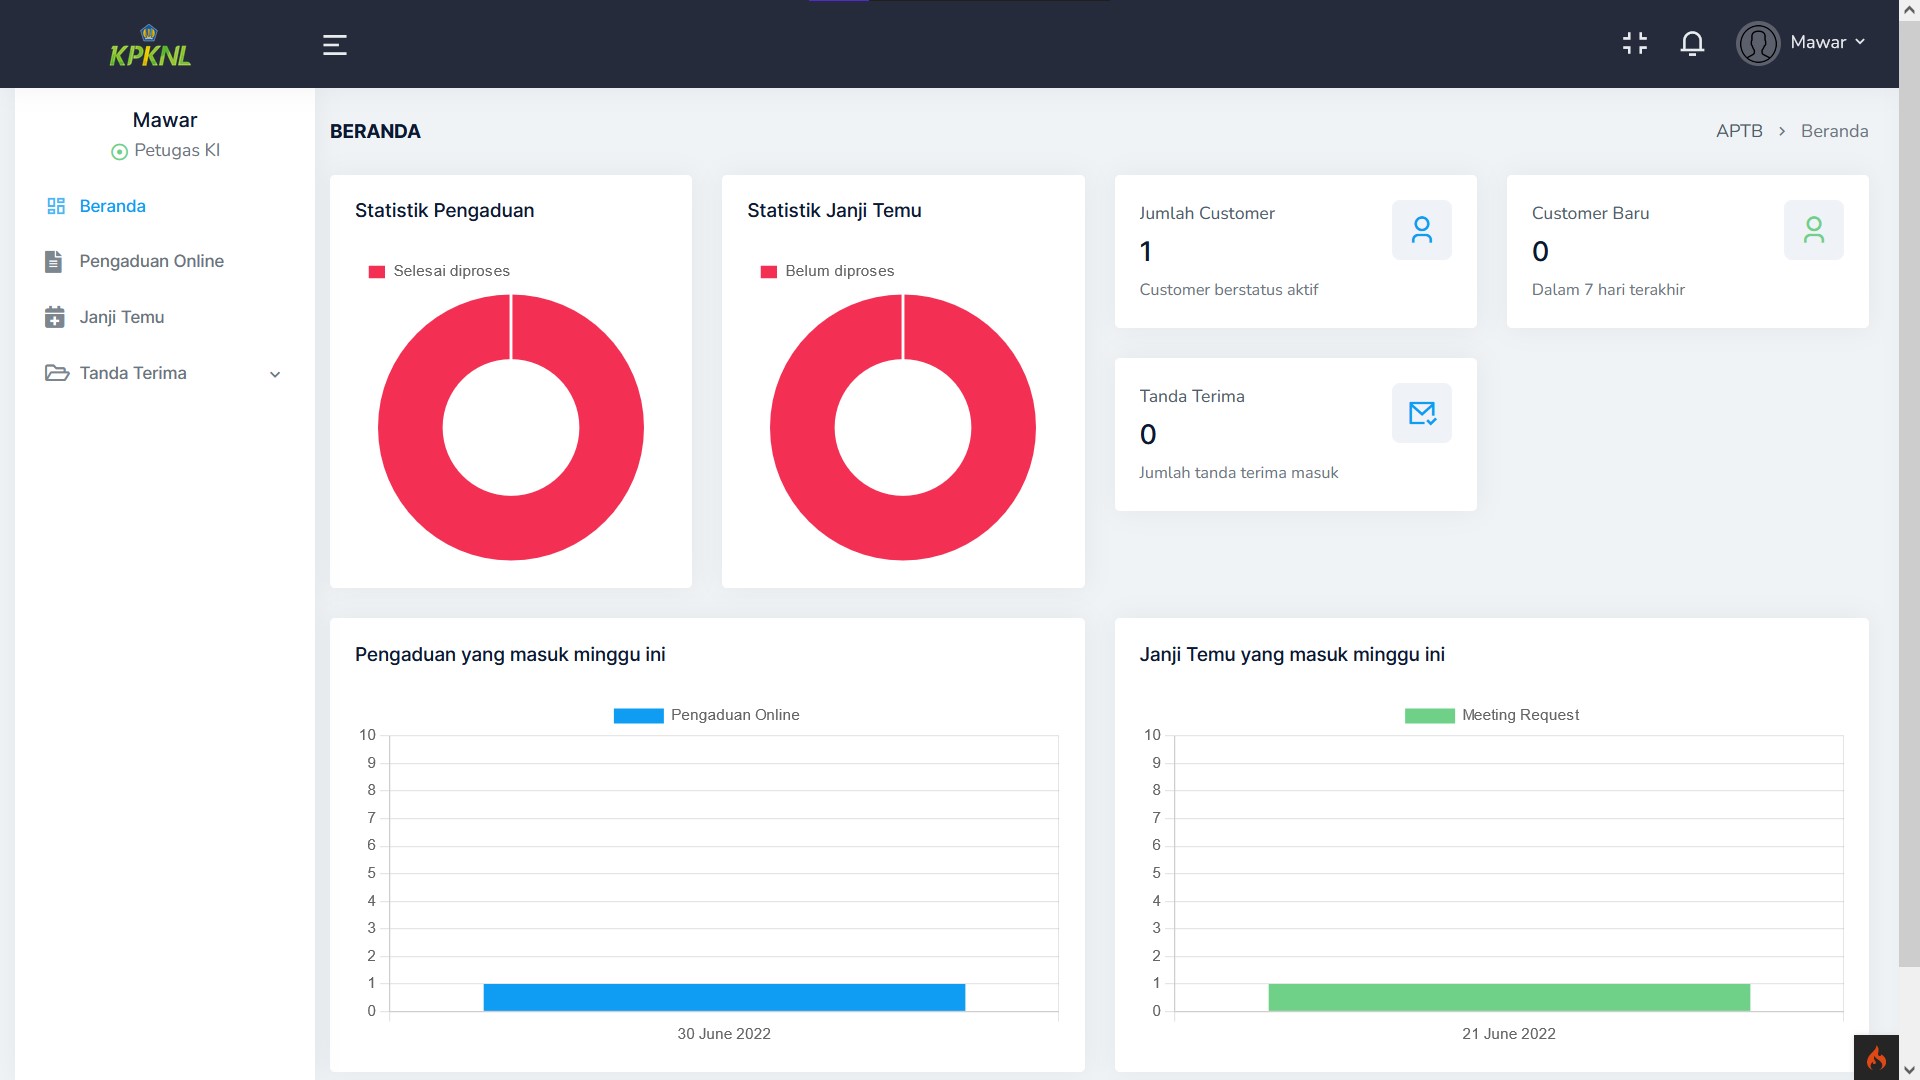 KPKNL
Mawar
Mawar
Petugas KI
Beranda
Pengaduan Online
Janji Temu
Tanda Terima
BERANDA
APTB > Beranda
Statistik Pengaduan
Selesai diproses
Statistik Janji Temu
Belum diproses
Jumlah Customer
1
Customer berstatus aktif
Customer Baru
0
Dalam 7 hari terakhir
Tanda Terima
0
Jumlah tanda terima masuk
Pengaduan yang masuk minggu ini
Pengaduan Online
10
9
8
7
6
5
4
3
2
1
0
30 June 2022
Janji Temu yang masuk minggu ini
Meeting Request
10
9
8
7
6
5
4
3
2
1
0
21 June 2022